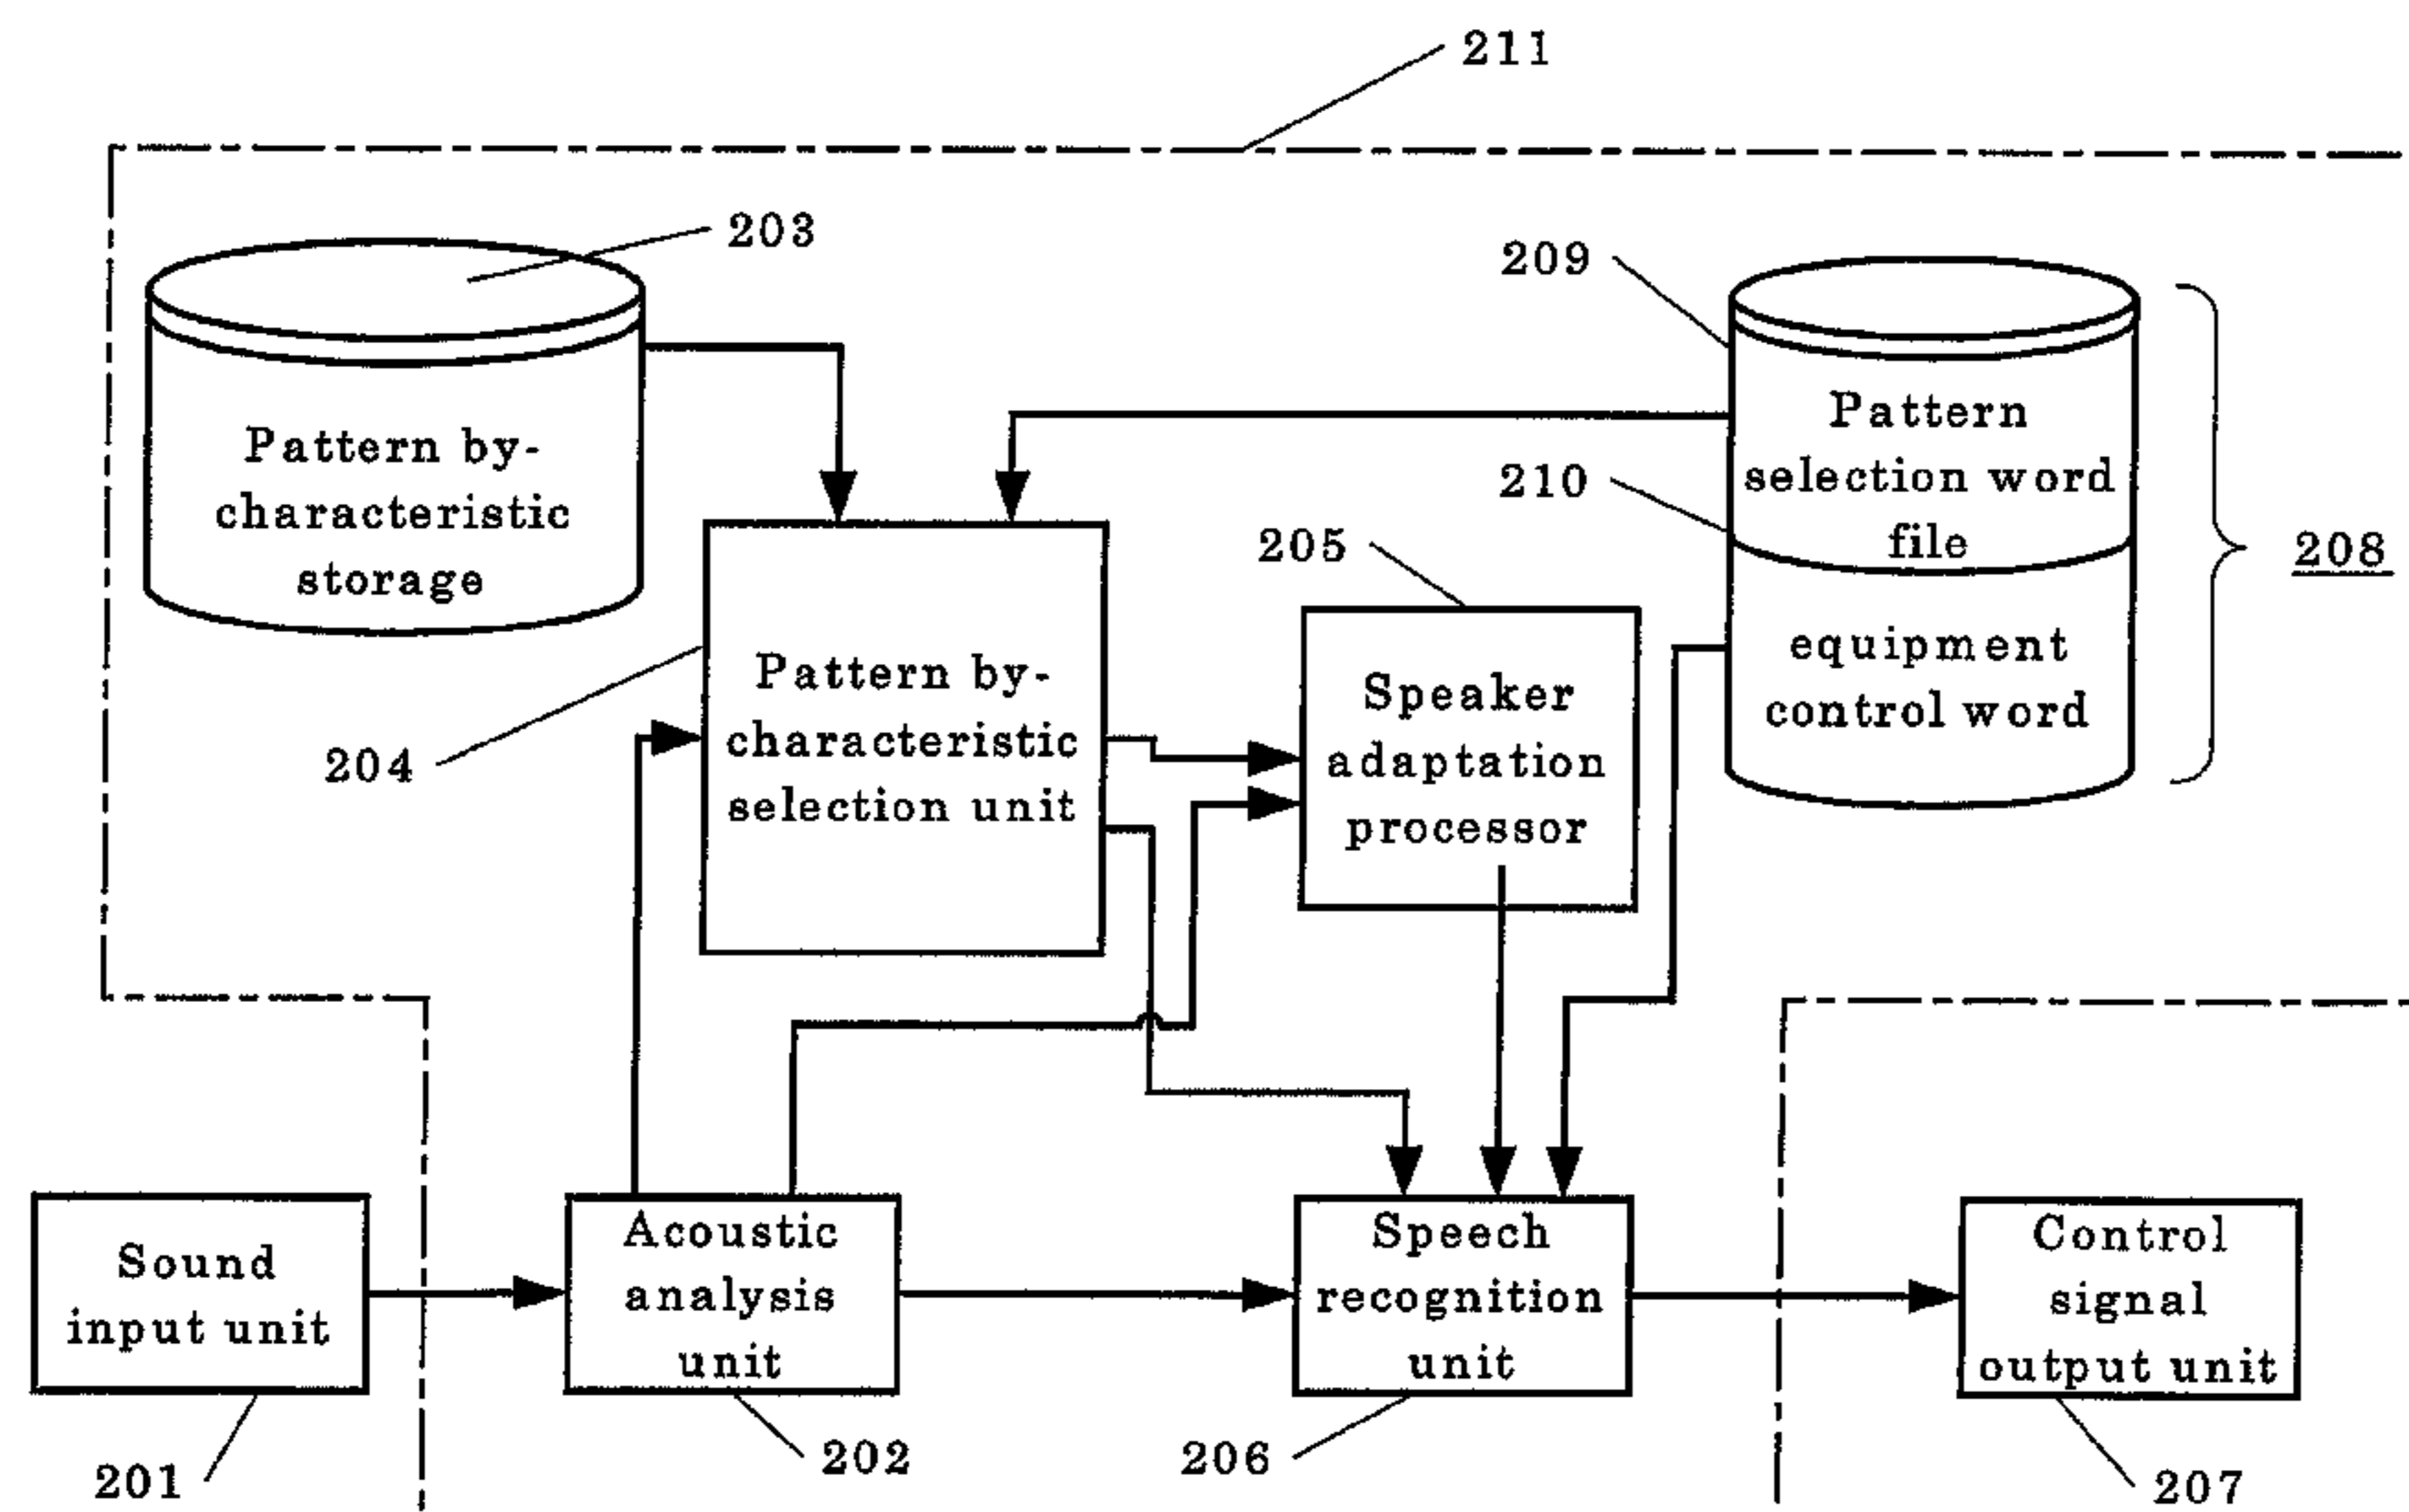 211
203
209
Pattern by-
characteristic
storage
Pattern
selection word
file
210
205
208
equipment
control word
Pattern by-
characteristic
selection unit
204
Speaker
adaptation
processor
Sound
input unit
Acoustic
analysis
unit
Speech
recognition
unit
Control
signal
output unit
201
202
206
207